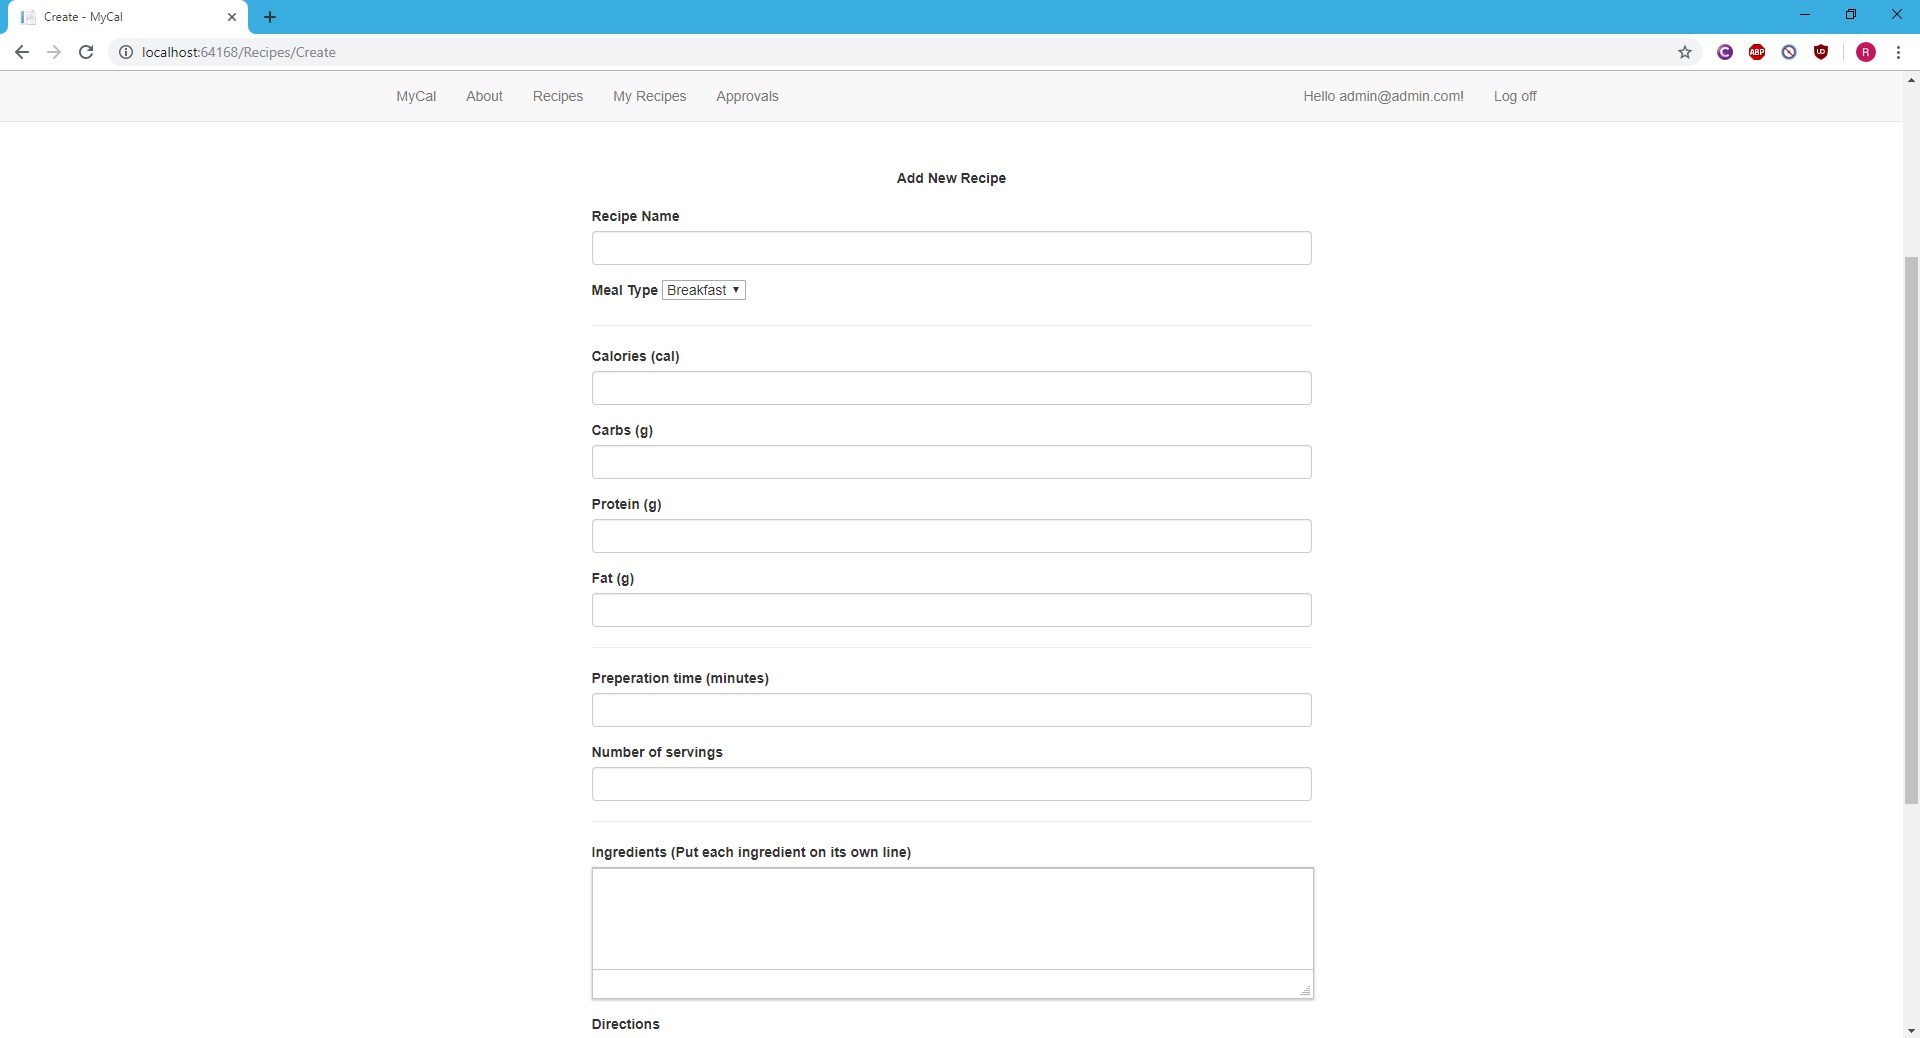 Create - MyCal
localhost:64168/Recipes/Create
C
ABP
UO
R
MyCal About Recipes My Recipes Approvals Hello admin@admin.com! Log off
Add New Recipe
Recipe Name
Meal Type Breakfast
Calories (cal)
Carbs (g)
Protein (g)
Fat (g)
Preperation time (minutes)
Number of servings
Ingredients (Put each ingredient on its own line)
Directions